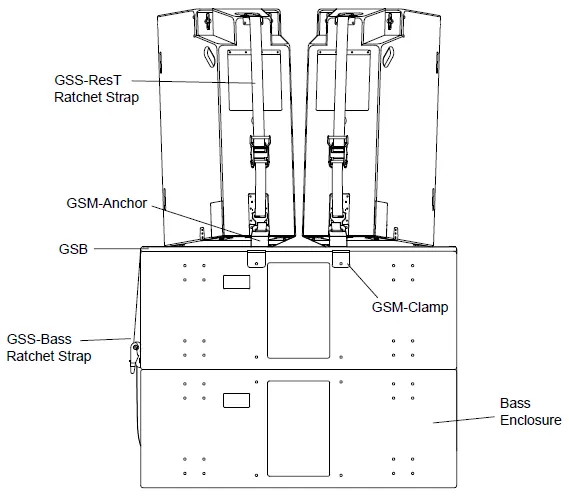 GSS-ResT
Ratchet Strap
GSM-Anchor
GSB
GSM-Clamp
GSS-Bass
Ratchet Strap
Bass
Enclosure